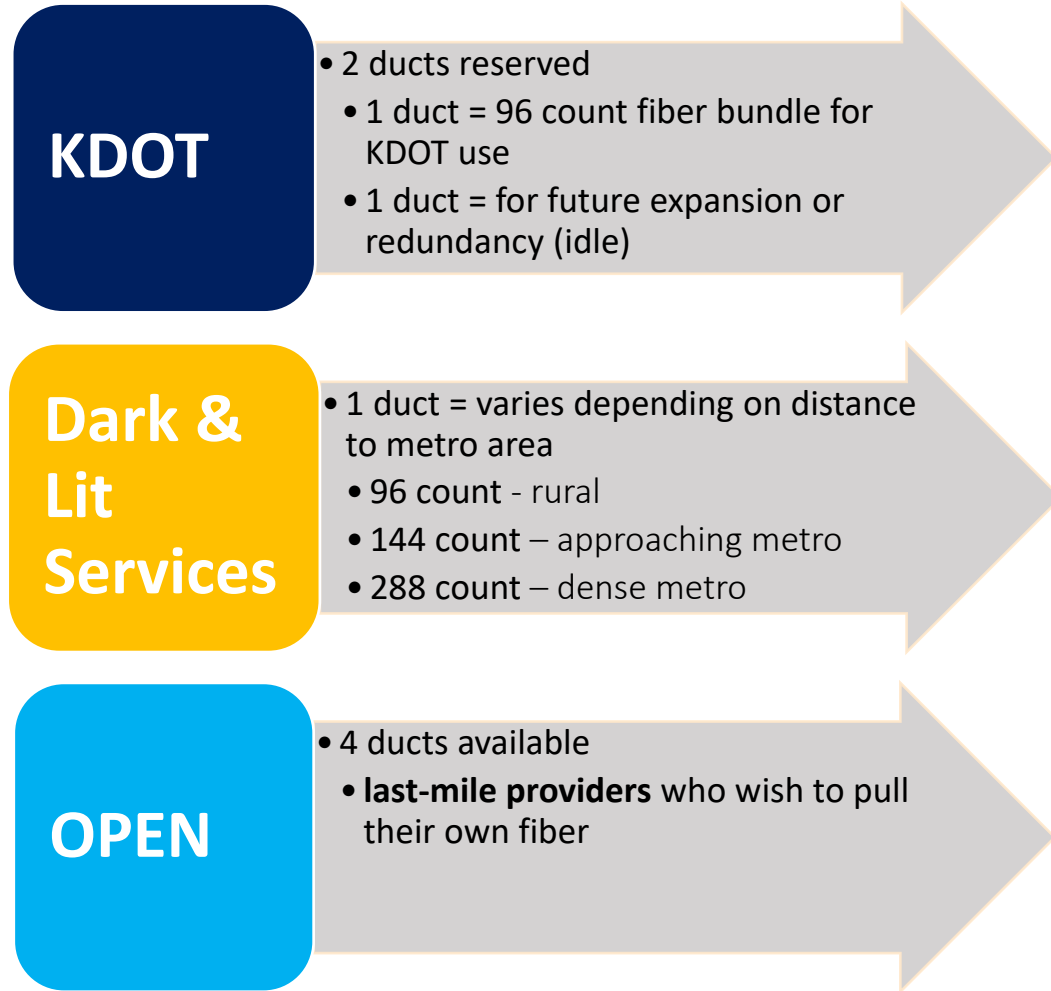 KDOT
• 2 ducts reserved
• 1 duct = 96 count fiber bundle for
KDOT use
• 1 duct = for future expansion or
redundancy (idle)
Dark &
Lit
Services
• 1 duct = varies depending on distance
to metro area
• 96 count - rural
• 144 count – approaching metro
• 288 count – dense metro
OPEN
• 4 ducts available
• last-mile providers who wish to pull
their own fiber